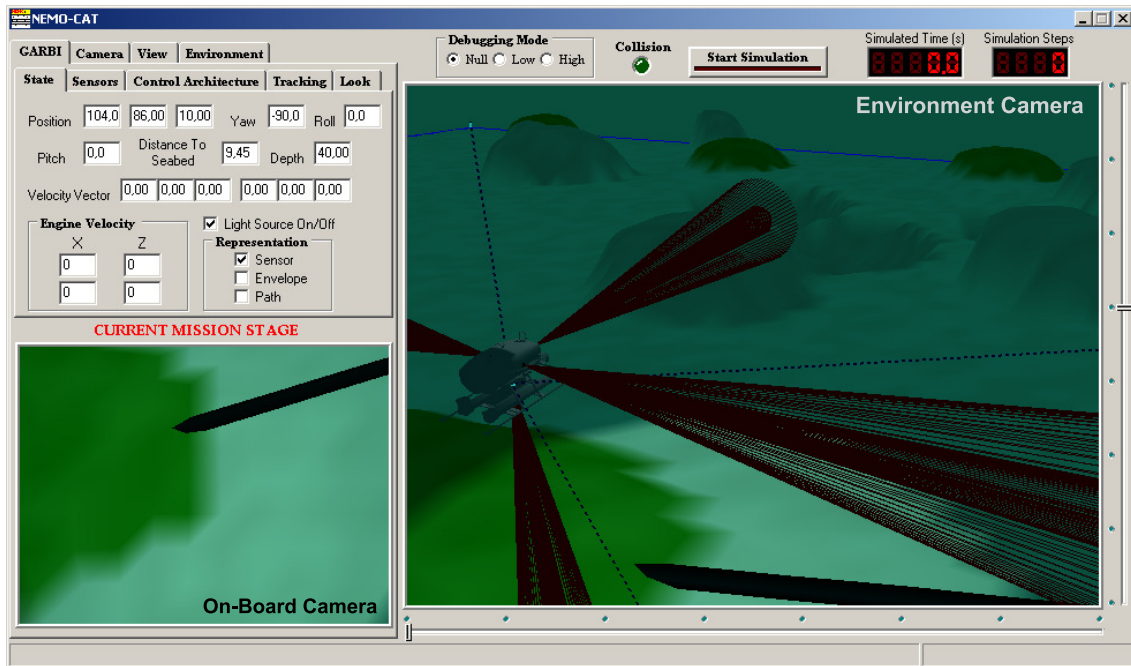 NEMO-CAT
GARBI Camera View Environment
Debugging Mode
Null Low High
Collision
Start Simulation
Simulated Time (s)
0.0
Simulation Steps
0
State Sensors Control Architecture Tracking Look
Position 104,0 86,00 10,00 Yaw -90,0 Roll 0,0
Pitch 0,0 Distance To Seabed 9,45 Depth 40,00
Velocity Vector 0,00 0,00 0,00 0,00 0,00 0,00
Engine Velocity
X Z
0 0
0 0
Light Source On/Off
Representation
Sensor
Envelope
Path
CURRENT MISSION STAGE
On-Board Camera
Environment Camera